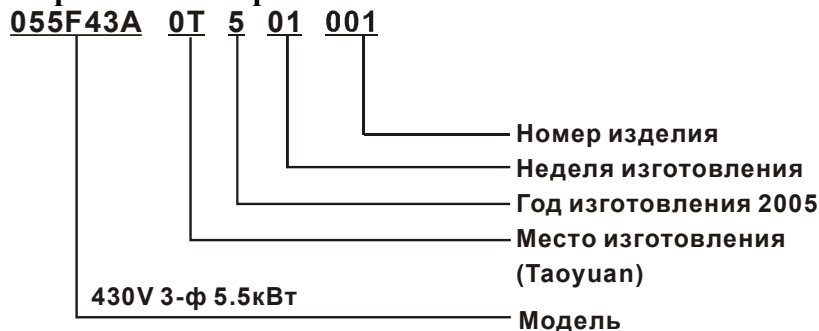 055F43A 0T 5 01 001
Номер изделия
Неделя изготовления
Год изготовления 2005
Место изготовления
(Taoyuan)
430V 3-ф 5.5кВт
Модель